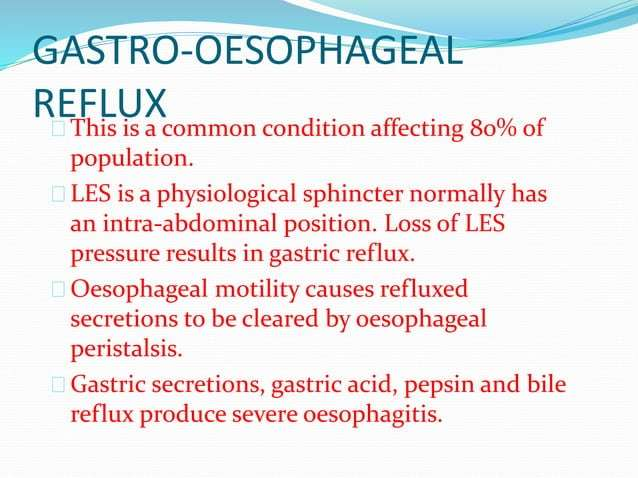 GASTRO-OESOPHAGEAL
REFLUX
This is a common condition affecting 80% of
population.
LES is a physiological sphincter normally has
an intra-abdominal position. Loss of LES
pressure results in gastric reflux.
Oesophageal motility causes refluxed
secretions to be cleared by oesophageal
peristalsis.
Gastric secretions, gastric acid, pepsin and bile
reflux produce severe oesophagitis.